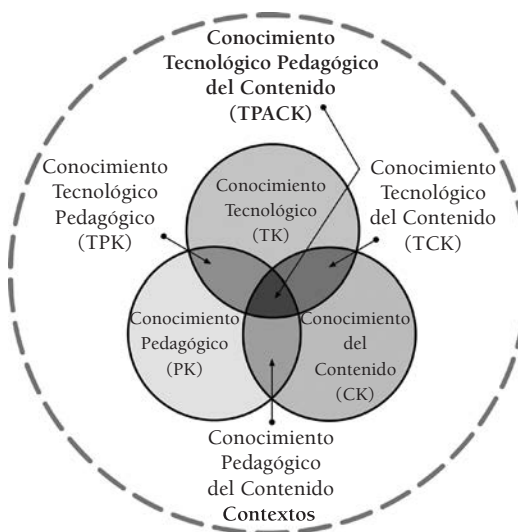 Conocimiento
Tecnológico Pedagógico
del Contenido
(TPACK)
Conocimiento
Tecnológico
Pedagógico
(TPK)
Conocimiento
Tecnológico
(TK)
Conocimiento
Tecnológico
del Contenido
(TCK)
Conocimiento
Pedagógico
(PK)
Conocimiento
del
Contenido
(CK)
Conocimiento
Pedagógico
del Contenido
Contextos